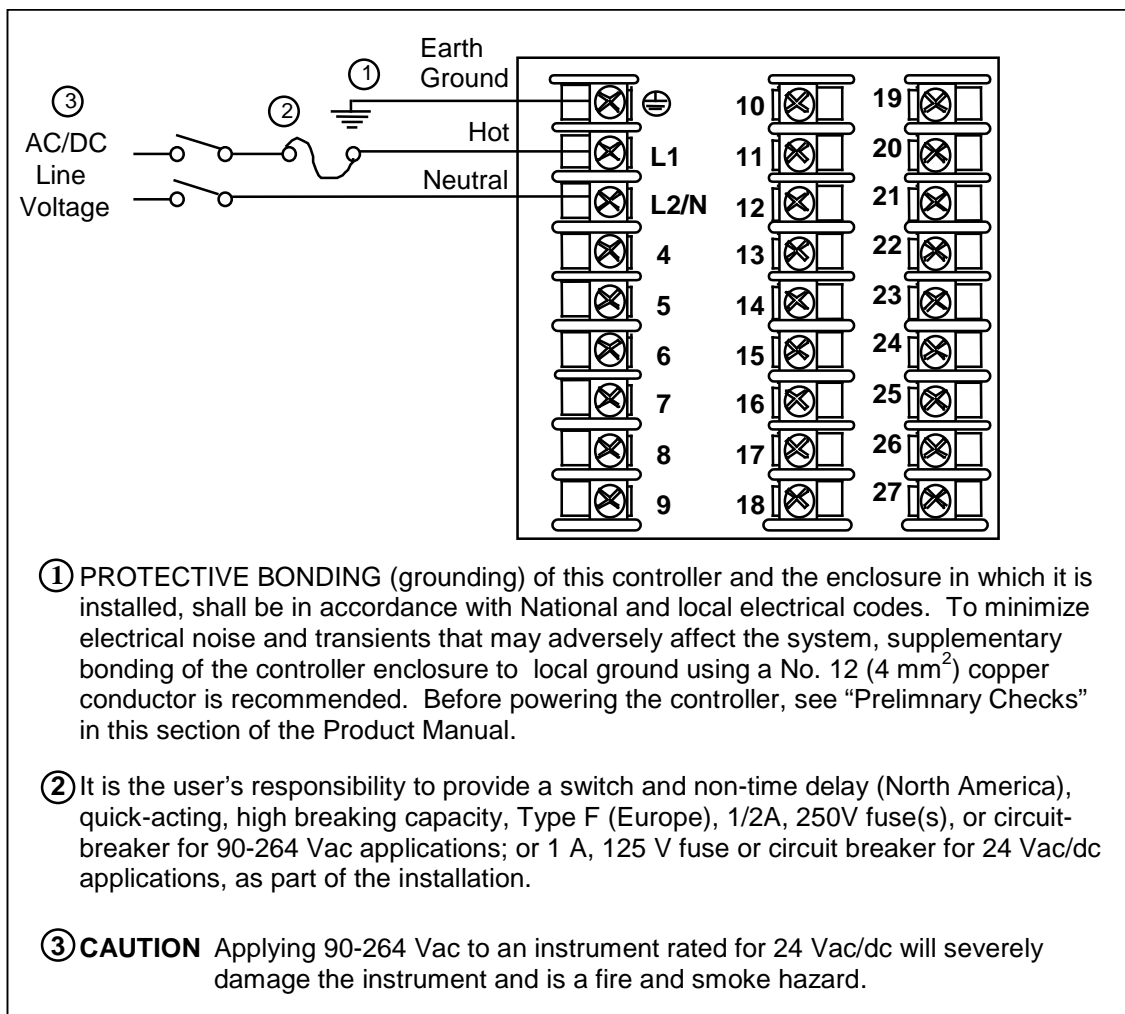 Earth
Ground
1
2
3
AC/DC
Line
Voltage
Hot
Neutral
L1
L2/N
4
5
6
7
8
9
10
11
12
13
14
15
16
17
18
19
20
21
22
23
24
25
26
27
1 PROTECTIVE BONDING (grounding) of this controller and the enclosure in which it is
installed, shall be in accordance with National and local electrical codes. To minimize
electrical noise and transients that may adversely affect the system, supplementary
bonding of the controller enclosure to local ground using a No. 12 (4 mm²) copper
conductor is recommended. Before powering the controller, see “Prelimnary Checks”
in this section of the Product Manual.
2 It is the user’s responsibility to provide a switch and non-time delay (North America),
quick-acting, high breaking capacity, Type F (Europe), 1/2A, 250V fuse(s), or circuit-
breaker for 90-264 Vac applications; or 1 A, 125 V fuse or circuit breaker for 24 Vac/dc
applications, as part of the installation.
3 CAUTION Applying 90-264 Vac to an instrument rated for 24 Vac/dc will severely
damage the instrument and is a fire and smoke hazard.